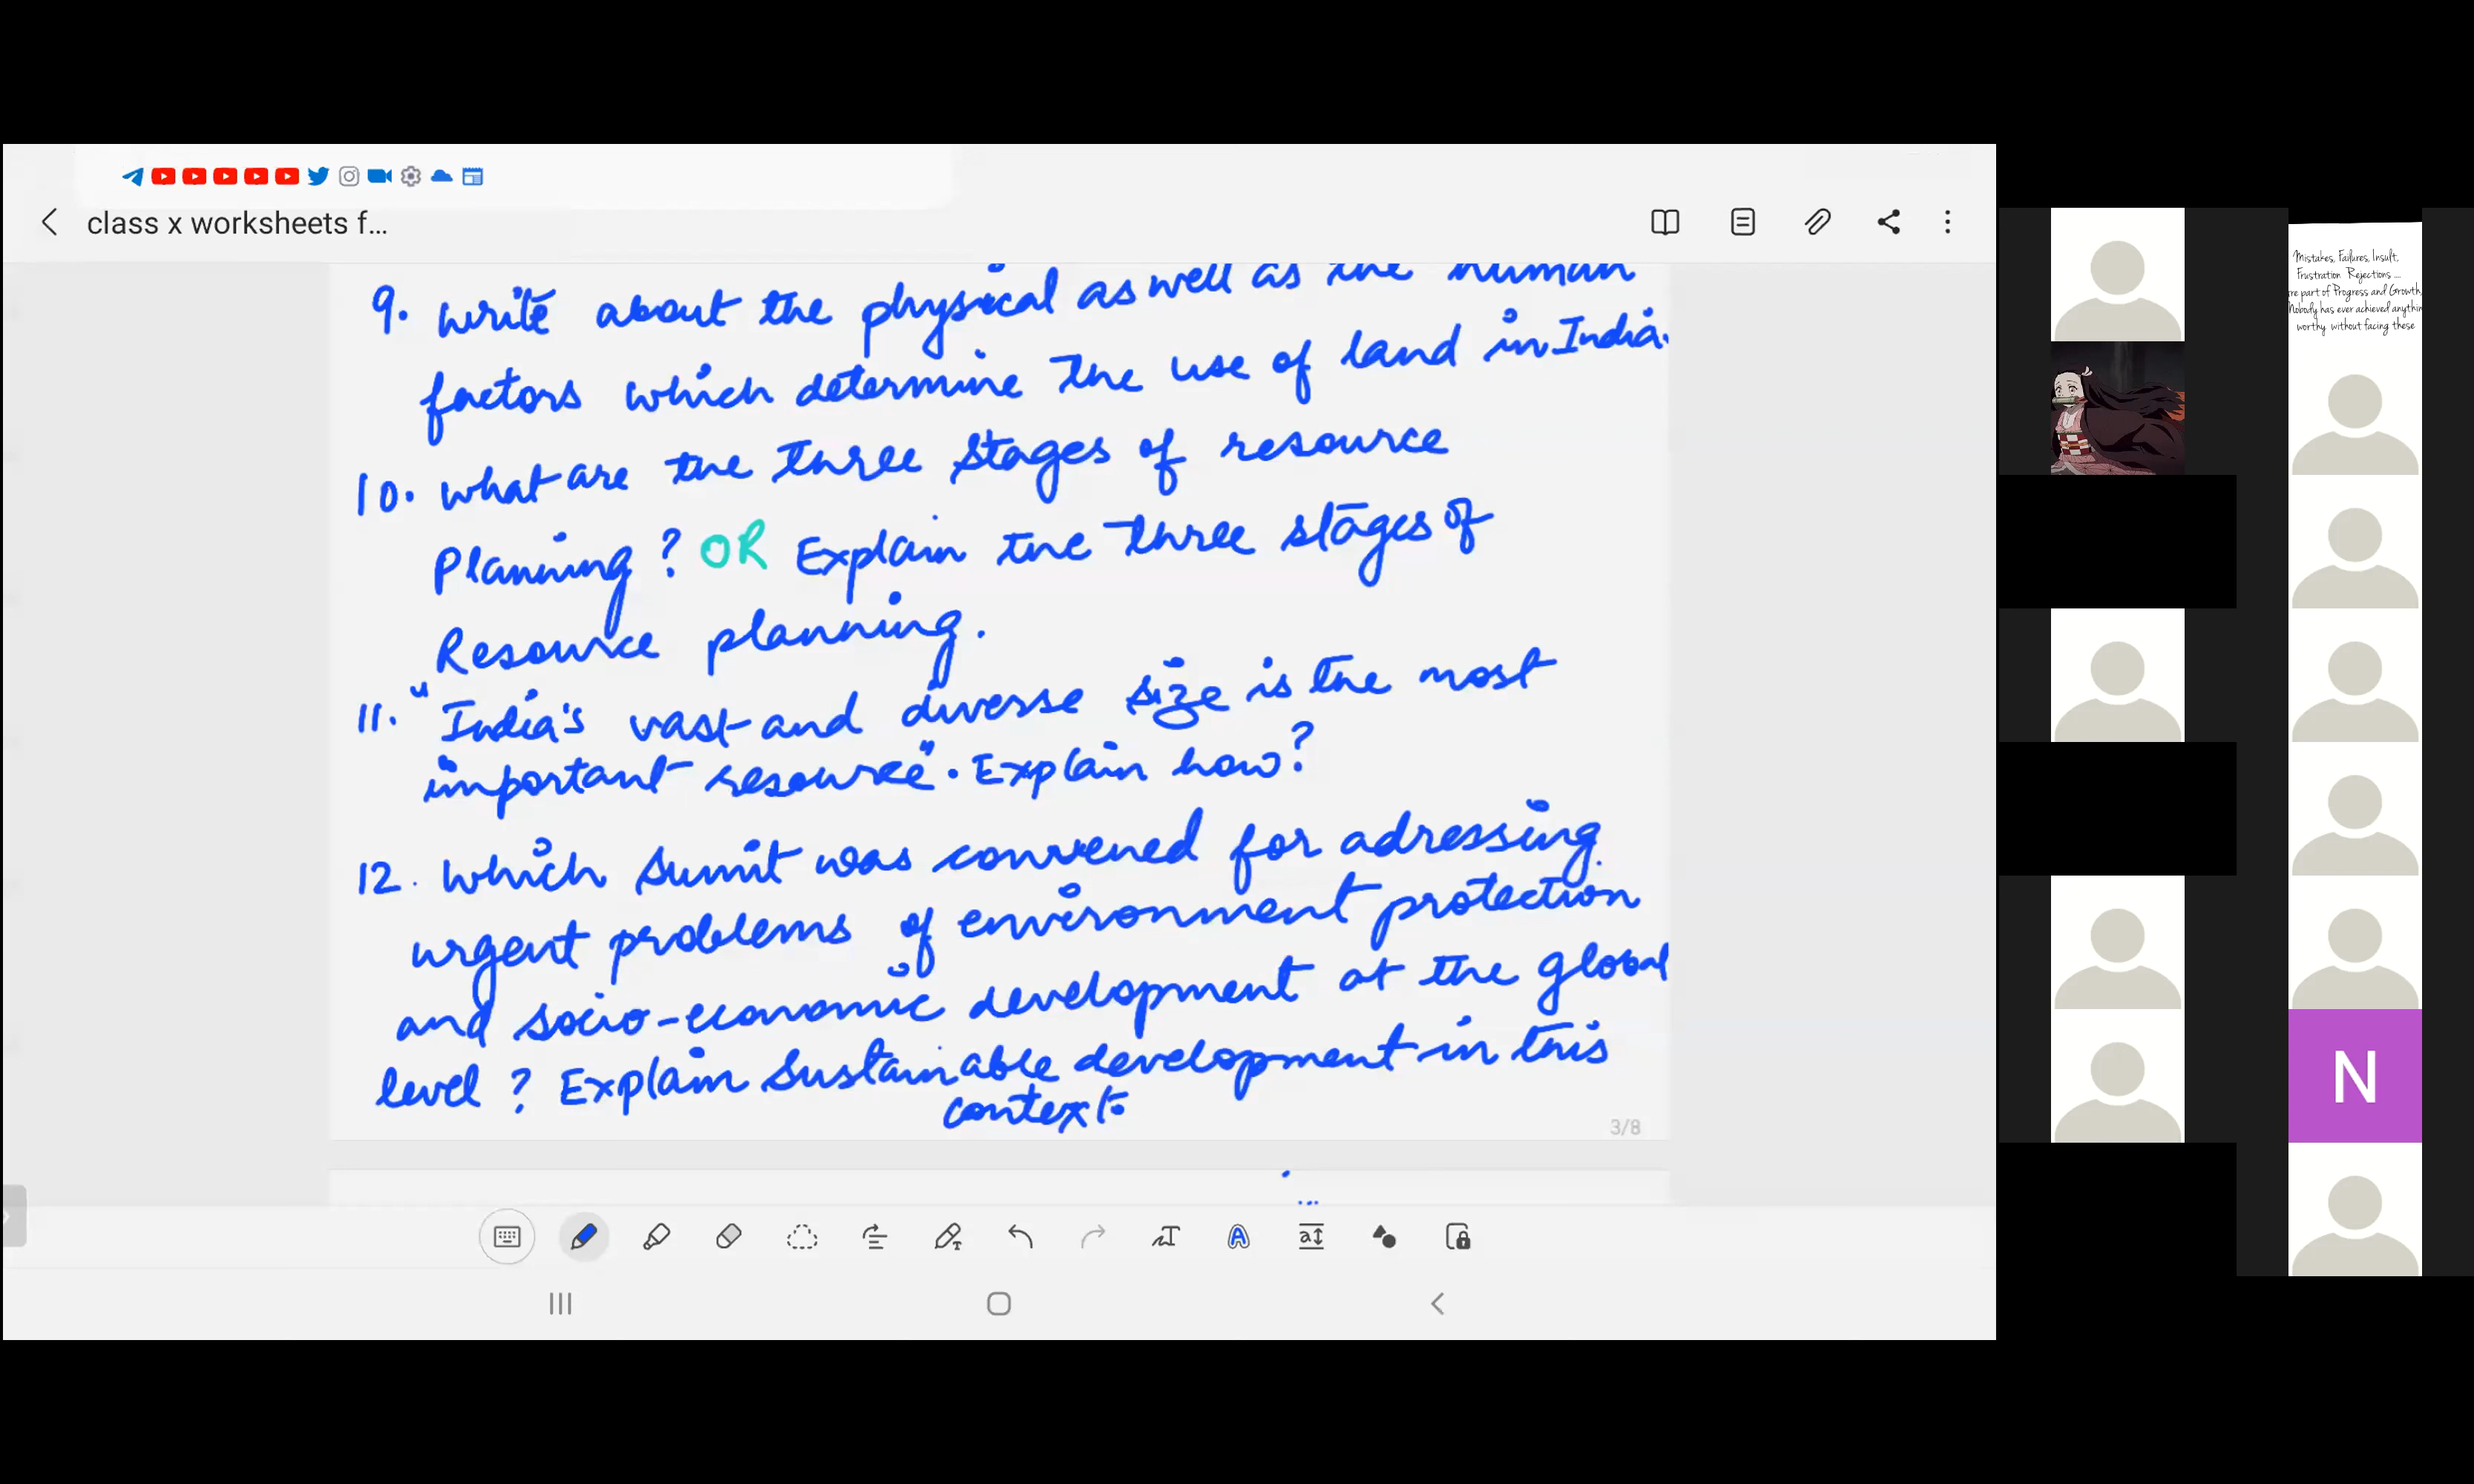 class x worksheets f...
9. Write about the physical as well as the human
factors which determine the use of land in India.
10. What are the three stages of resource
Planning? OR Explain the three stages of
Resource planning.
11. "India's vast and diverse size is the most
important resource". Explain how?
12. Which sumit was convened for adressing
urgent problems of environment protection
and socio-economic development at the global
level? Explain sustainable development in this
context.
3/8
Mistakes, Failures, Insult,
Frustration Rejections ...
re part of Progress and Growth,
Nobody has ever achieved anythin
worthy without facing these
N